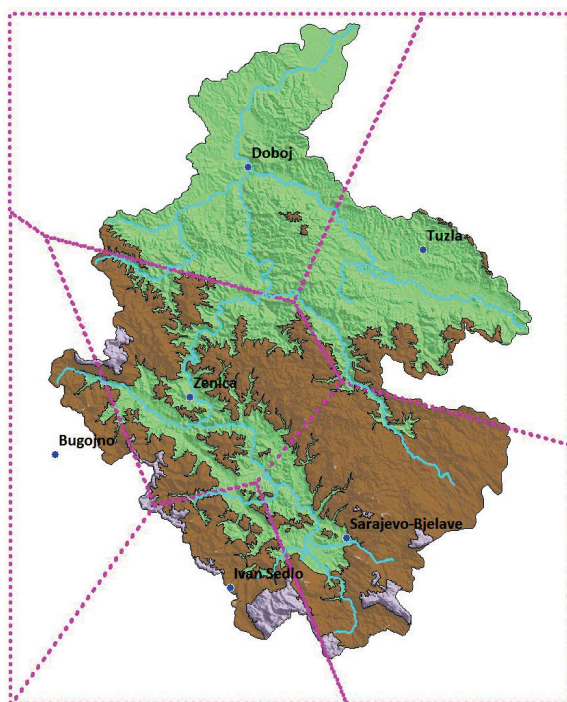 Doboj
Tuzla
Zenica
Bugojno
Sarajevo-Bjelave
Ivan Sedlo